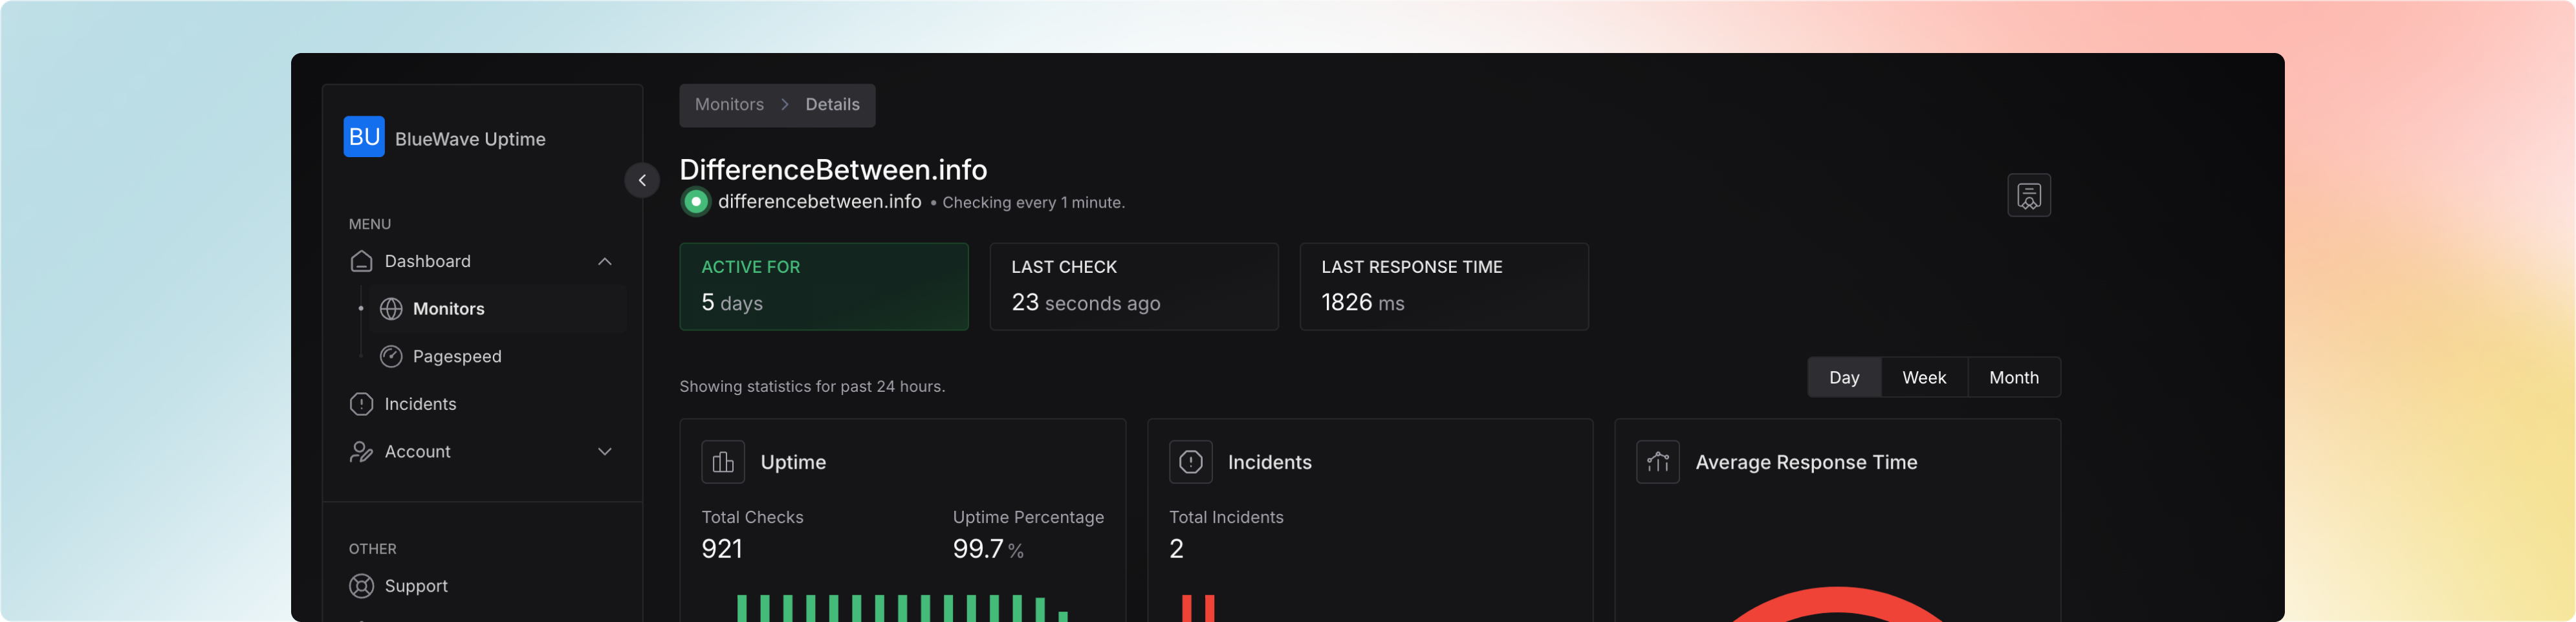 BU BlueWave Uptime
MENU
Dashboard
Monitors
Pagespeed
Incidents
Account
OTHER
Support
Monitors > Details
DifferenceBetween.info
differencebetween.info • Checking every 1 minute.
ACTIVE FOR
5 days
LAST CHECK
23 seconds ago
LAST RESPONSE TIME
1826 ms
Showing statistics for past 24 hours.
Day Week Month
Uptime
Total Checks Uptime Percentage
921 99.7 %
Incidents
Total Incidents
2
Average Response Time